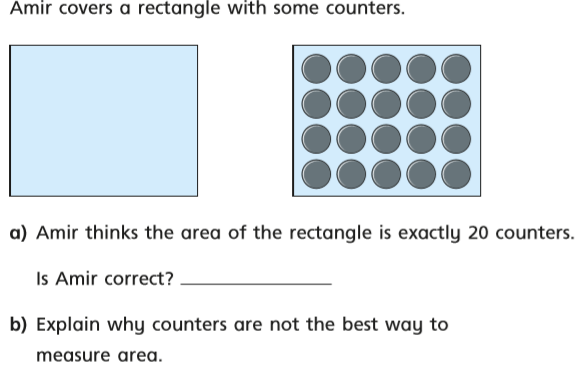 Amir covers a rectangle with some counters.
a) Amir thinks the area of the rectangle is exactly 20 counters.
Is Amir correct?
b) Explain why counters are not the best way to
measure area.